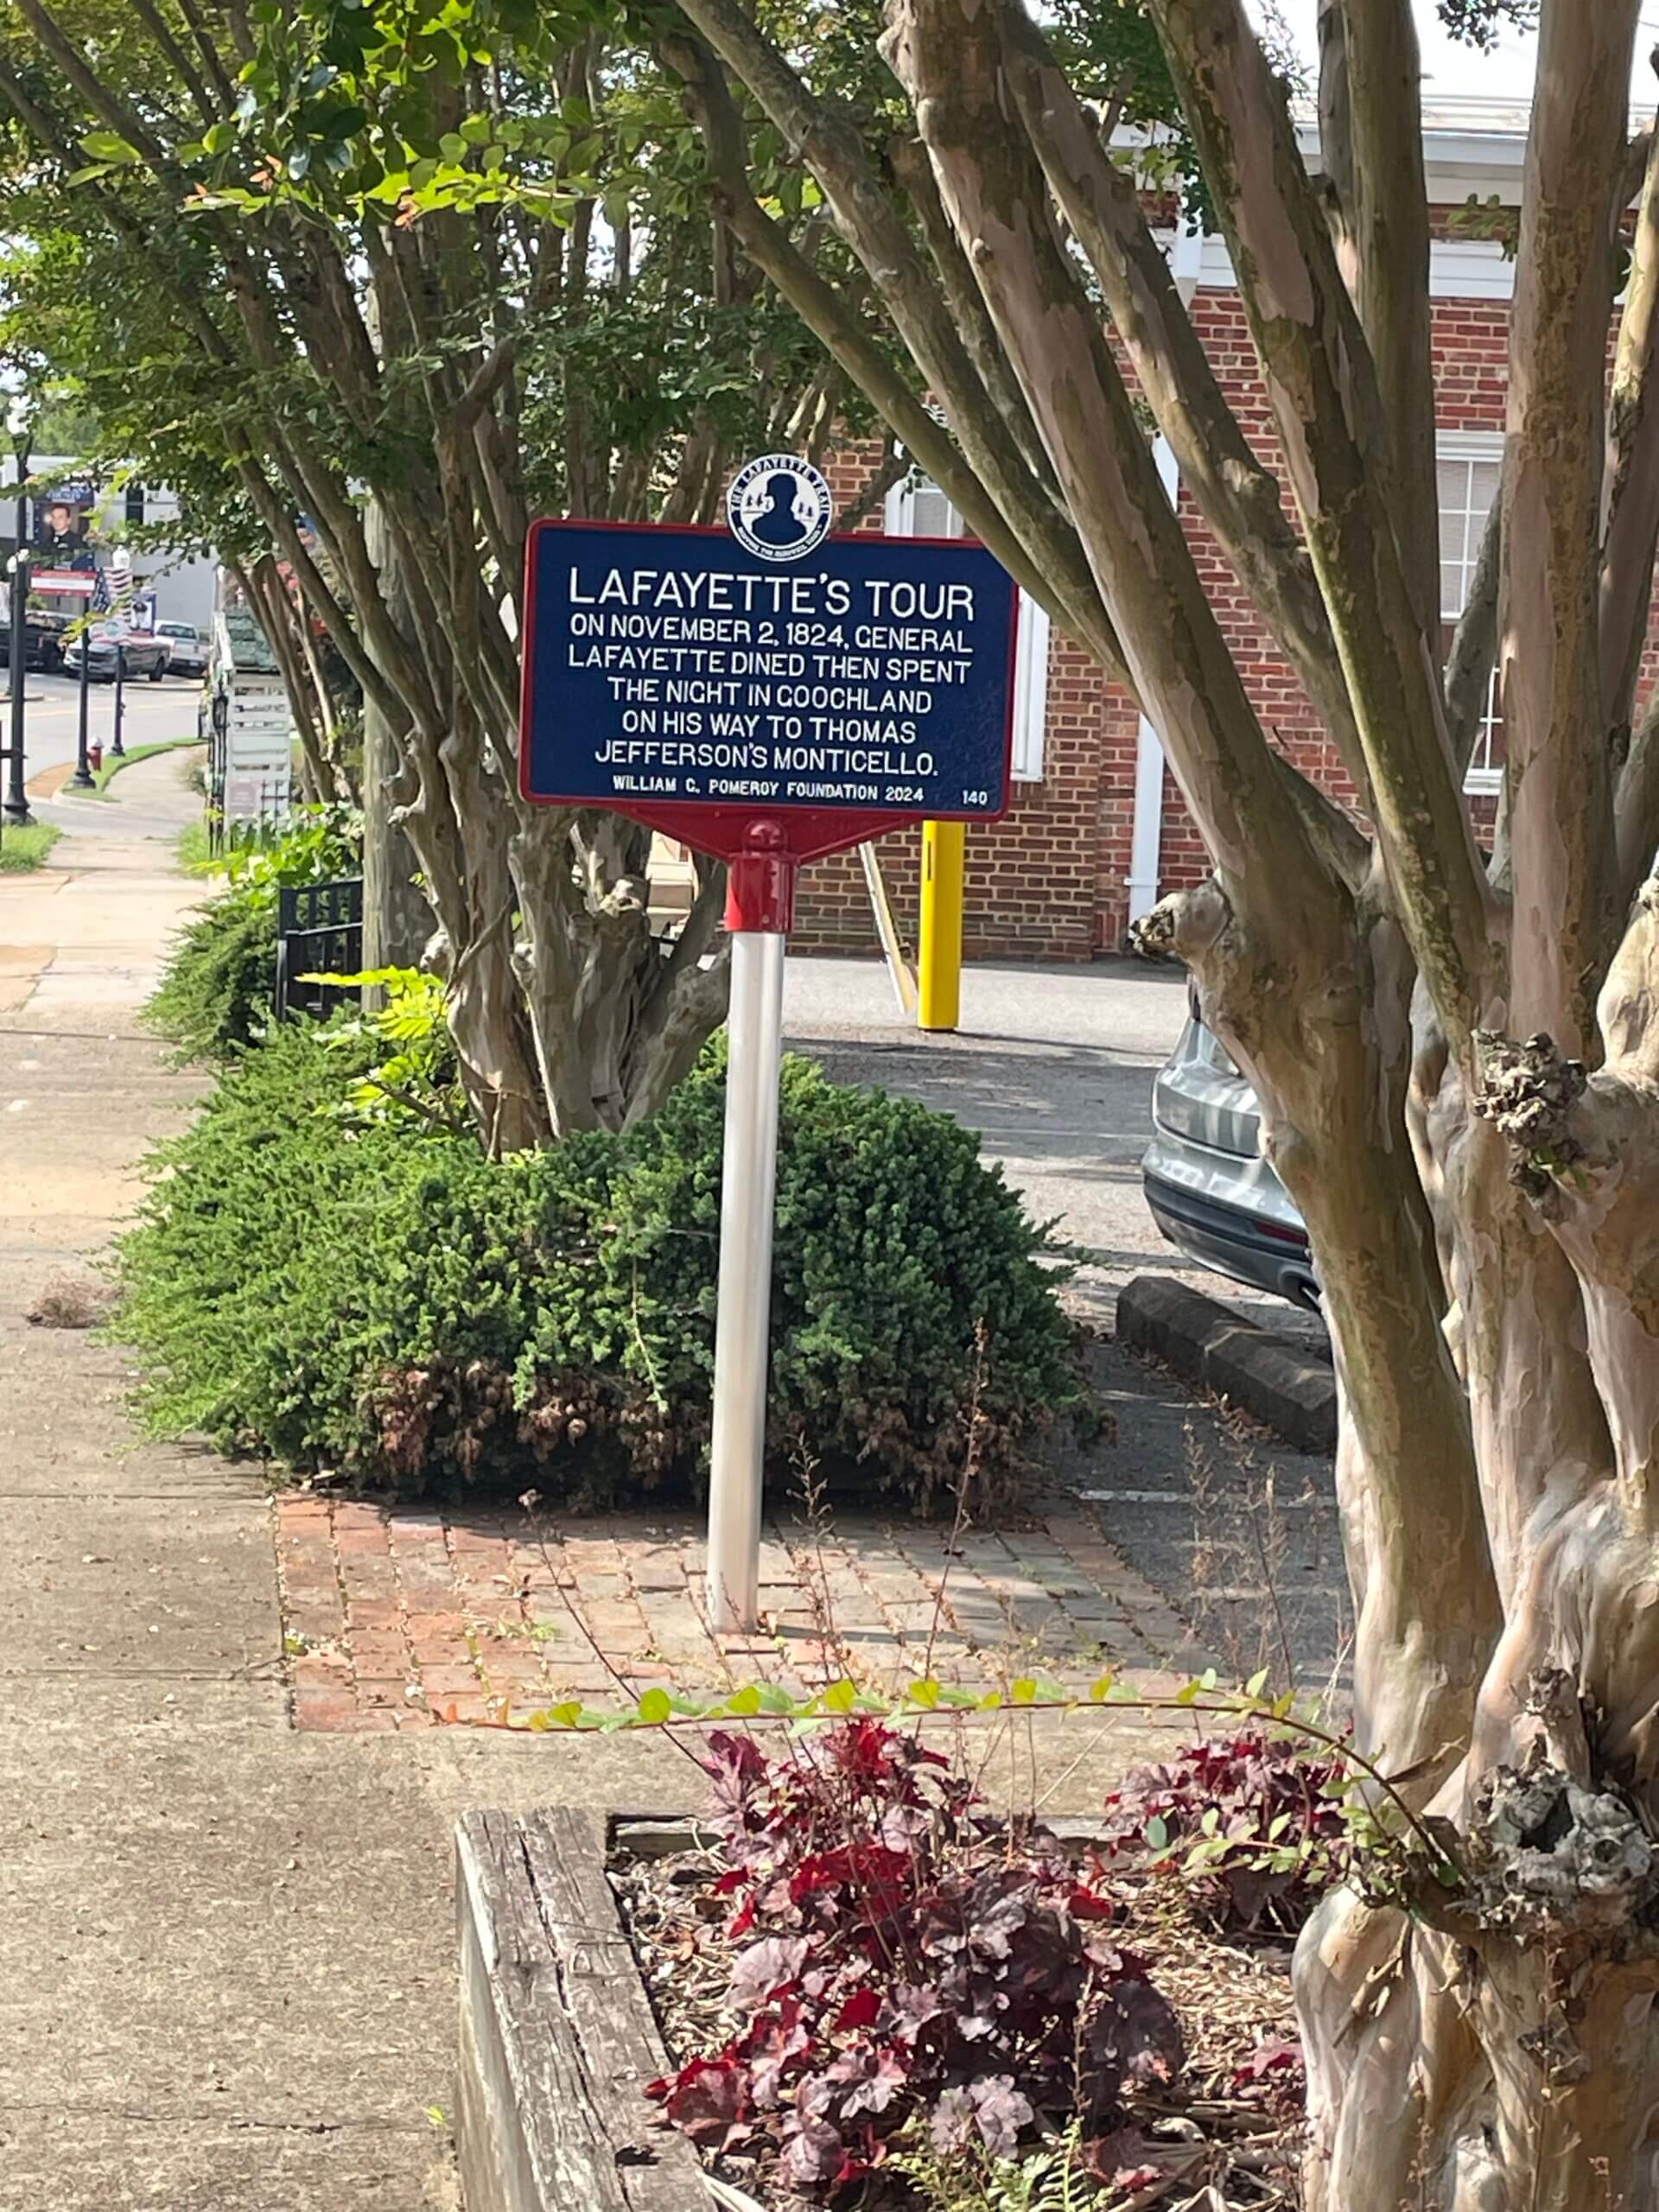 THE LAFAYETTE TRAIL
LAFAYETTE'S TOUR
ON NOVEMBER 2, 1824, GENERAL
LAFAYETTE DINED THEN SPENT
THE NIGHT IN GOOCHLAND
ON HIS WAY TO THOMAS
JEFFERSON'S MONTICELLO.
WILLIAM G. POMEROY FOUNDATION 2024 140